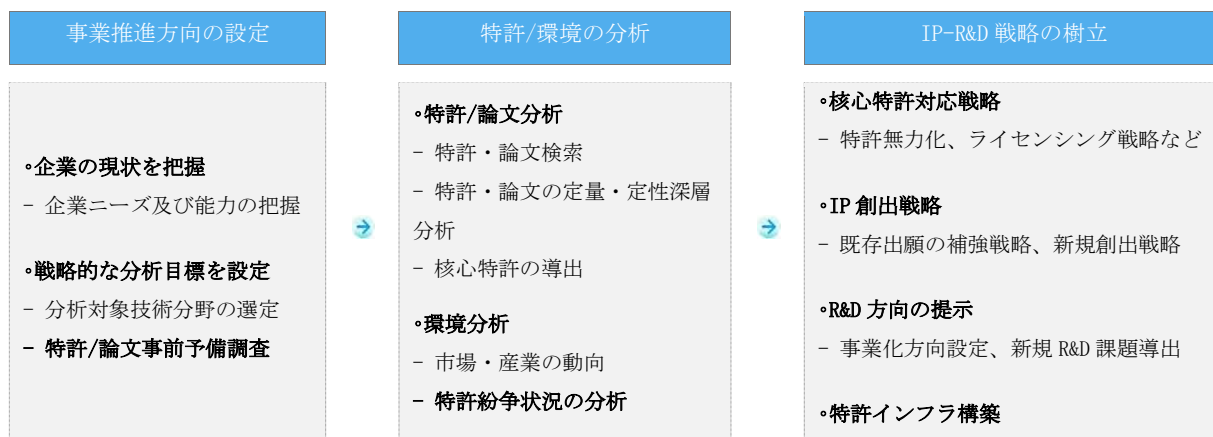 事業推進方向の設定
◦企業の現状を把握
- 企業ニーズ及び能力の把握
◦戦略的な分析目標を設定
- 分析対象技術分野の選定
- 特許/論文事前予備調査
特許/環境の分析
◦特許/論文分析
- 特許・論文検索
- 特許・論文の定量・定性深層
分析
- 核心特許の導出
◦環境分析
- 市場・産業の動向
- 特許紛争状況の分析
IP-R&D 戦略の樹立
◦核心特許対応戦略
- 特許無力化、ライセンシング戦略など
◦IP 創出戦略
- 既存出願の補強戦略、新規創出戦略
◦R&D 方向の提示
- 事業化方向設定、新規 R&D 課題導出
◦特許インフラ構築